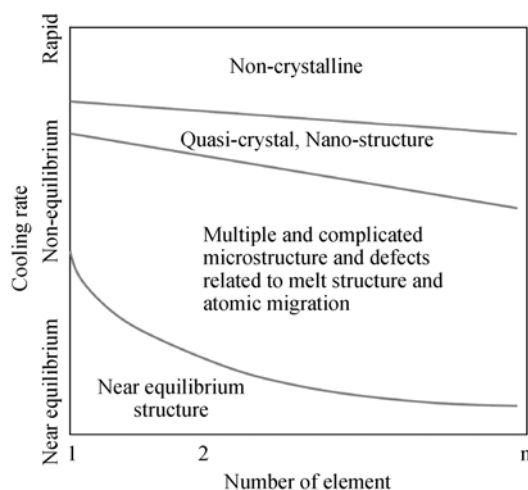 Rapid
Non-equilibrium
Near equilibrium
Cooling rate
Non-crystalline
Quasi-crystal, Nano-structure
Multiple and complicated
microstructure and defects
related to melt structure and
atomic migration
Near equilibrium
structure
1
2
n
Number of element